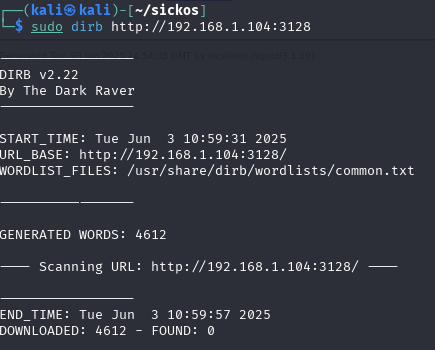 ┌──(kali㉿kali)-[~/sickos]
└─$ sudo dirb http://192.168.1.104:3128
-----------------
DIRB v2.22
By The Dark Raver
-----------------
START_TIME: Tue Jun  3 10:59:31 2025
URL_BASE: http://192.168.1.104:3128/
WORDLIST_FILES: /usr/share/dirb/wordlists/common.txt
-----------------
GENERATED WORDS: 4612
---- Scanning URL: http://192.168.1.104:3128/ ----
-----------------
END_TIME: Tue Jun  3 10:59:57 2025
DOWNLOADED: 4612 - FOUND: 0